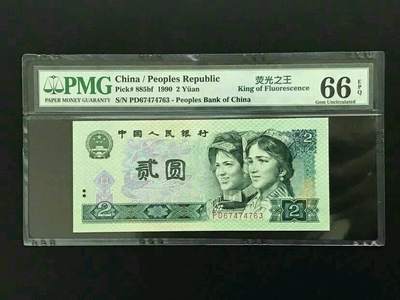 PMG
PAPER MONEY GUARANTY
China / Peoples Republic
Pick# 885bf 1990 2 Yüan
S/N PD67474763 - Peoples Bank of China
荧光之王
King of Fluorescence
66 EPQ
Gem Uncirculated
中国人民银行
贰圆
2
2
PD67474763